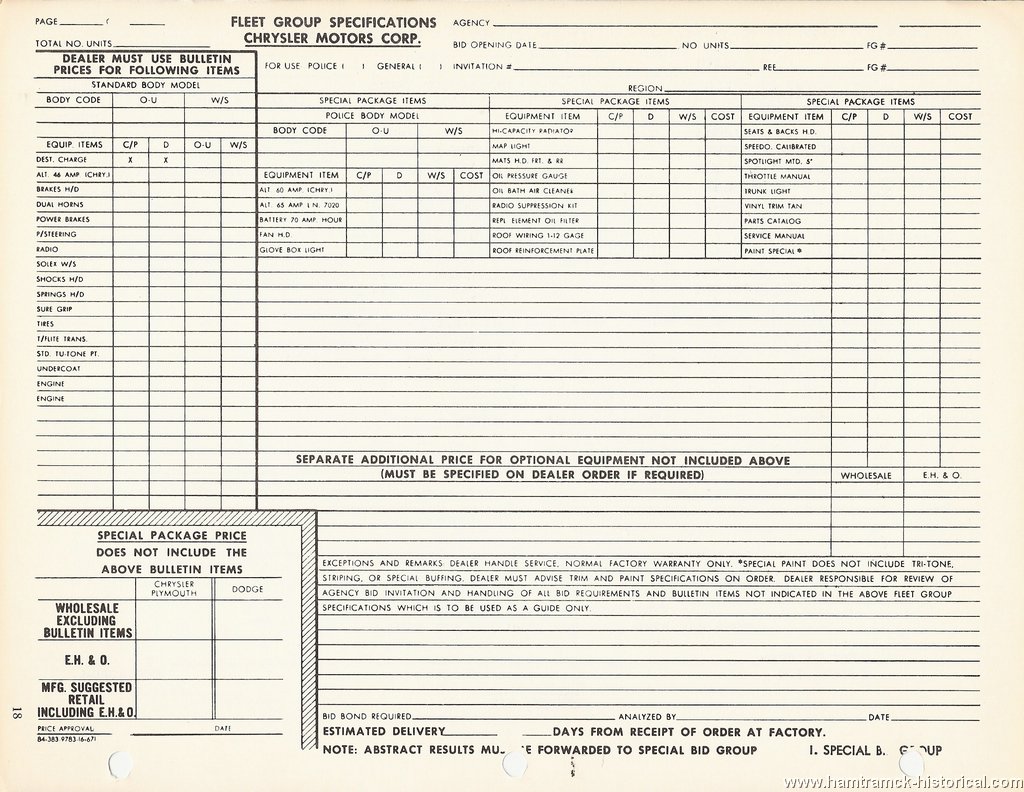 PAGE ( FLEET GROUP SPECIFICATIONS AGENCY
TOTAL NO. UNITS CHRYSLER MOTORS CORP. BID OPENING DATE NO UNITS FG #
DEALER MUST USE BULLETIN
PRICES FOR FOLLOWING ITEMS
FOR USE POLICE ( ) GENERAL ( ) INVITATION # REF. FG #
REGION
STANDARD BODY MODEL
BODY CODE O-U W/S
EQUIP. ITEMS C/P D O-U W/S
DEST. CHARGE X X
ALT. 46 AMP. (CHRY.)
BRAKES H/D
DUAL HORNS
POWER BRAKES
P/STEERING
RADIO
SOLEX W/S
SHOCKS H/D
SPRINGS H/D
SURE GRIP
TIRES
T/FLITE TRANS.
STD. TU-TONE PT.
UNDERCOAT
ENGINE
ENGINE
SPECIAL PACKAGE ITEMS
POLICE BODY MODEL
BODY CODE O-U W/S
EQUIPMENT ITEM C/P D W/S COST
ALT. 60 AMP. (CHRY.)
ALT. 65 AMP L N. 7020
BATTERY 70 AMP. HOUR
FAN H.D.
GLOVE BOX LIGHT
SPECIAL PACKAGE ITEMS
EQUIPMENT ITEM C/P D W/S COST
HI-CAPACITY RADIATOR
MAP LIGHT
MATS H.D. FRT. & RR
OIL PRESSURE GAUGE
OIL BATH AIR CLEANER
RADIO SUPPRESSION KIT
REPL ELEMENT OIL FILTER
ROOF WIRING 1-12 GAGE
ROOF REINFORCEMENT PLATE
SPECIAL PACKAGE ITEMS
EQUIPMENT ITEM C/P D W/S COST
SEATS & BACKS H.D.
SPEEDO. CALIBRATED
SPOTLIGHT MTD. 5"
THROTTLE MANUAL
TRUNK LIGHT
VINYL TRIM TAN
PARTS CATALOG
SERVICE MANUAL
PAINT SPECIAL *
SEPARATE ADDITIONAL PRICE FOR OPTIONAL EQUIPMENT NOT INCLUDED ABOVE
(MUST BE SPECIFIED ON DEALER ORDER IF REQUIRED)
WHOLESALE E.H. & O.
SPECIAL PACKAGE PRICE
DOES NOT INCLUDE THE
ABOVE BULLETIN ITEMS
CHRYSLER
PLYMOUTH
DODGE
WHOLESALE
EXCLUDING
BULLETIN ITEMS
E.H. & O.
MFG. SUGGESTED
RETAIL
INCLUDING E.H.& O.
PRICE APPROVAL DATE
84-383 9783 (6-67)
18
EXCEPTIONS AND REMARKS: DEALER HANDLE SERVICE, NORMAL FACTORY WARRANTY ONLY. *SPECIAL PAINT DOES NOT INCLUDE TRI-TONE,
STRIPING, OR SPECIAL BUFFING. DEALER MUST ADVISE TRIM AND PAINT SPECIFICATIONS ON ORDER. DEALER RESPONSIBLE FOR REVIEW OF
AGENCY BID INVITATION AND HANDLING OF ALL BID REQUIREMENTS AND BULLETIN ITEMS NOT INDICATED IN THE ABOVE FLEET GROUP
SPECIFICATIONS WHICH IS TO BE USED AS A GUIDE ONLY.
BID BOND REQUIRED ANALYZED BY DATE
ESTIMATED DELIVERY DAYS FROM RECEIPT OF ORDER AT FACTORY.
NOTE: ABSTRACT RESULTS FORWARDED TO SPECIAL BID GROUP 1. SPECIAL
www.hamtramck-historical.com